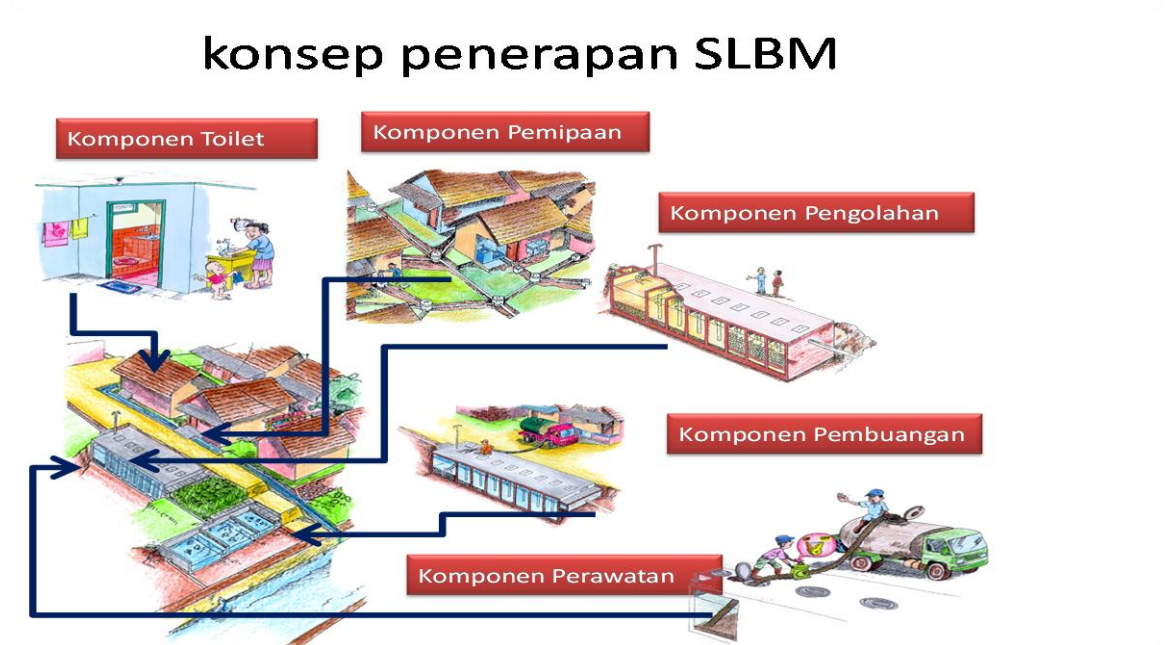 konsep penerapan SLBM
Komponen Toilet
Komponen Pemipaan
Komponen Pengolahan
Komponen Pembuangan
Komponen Perawatan